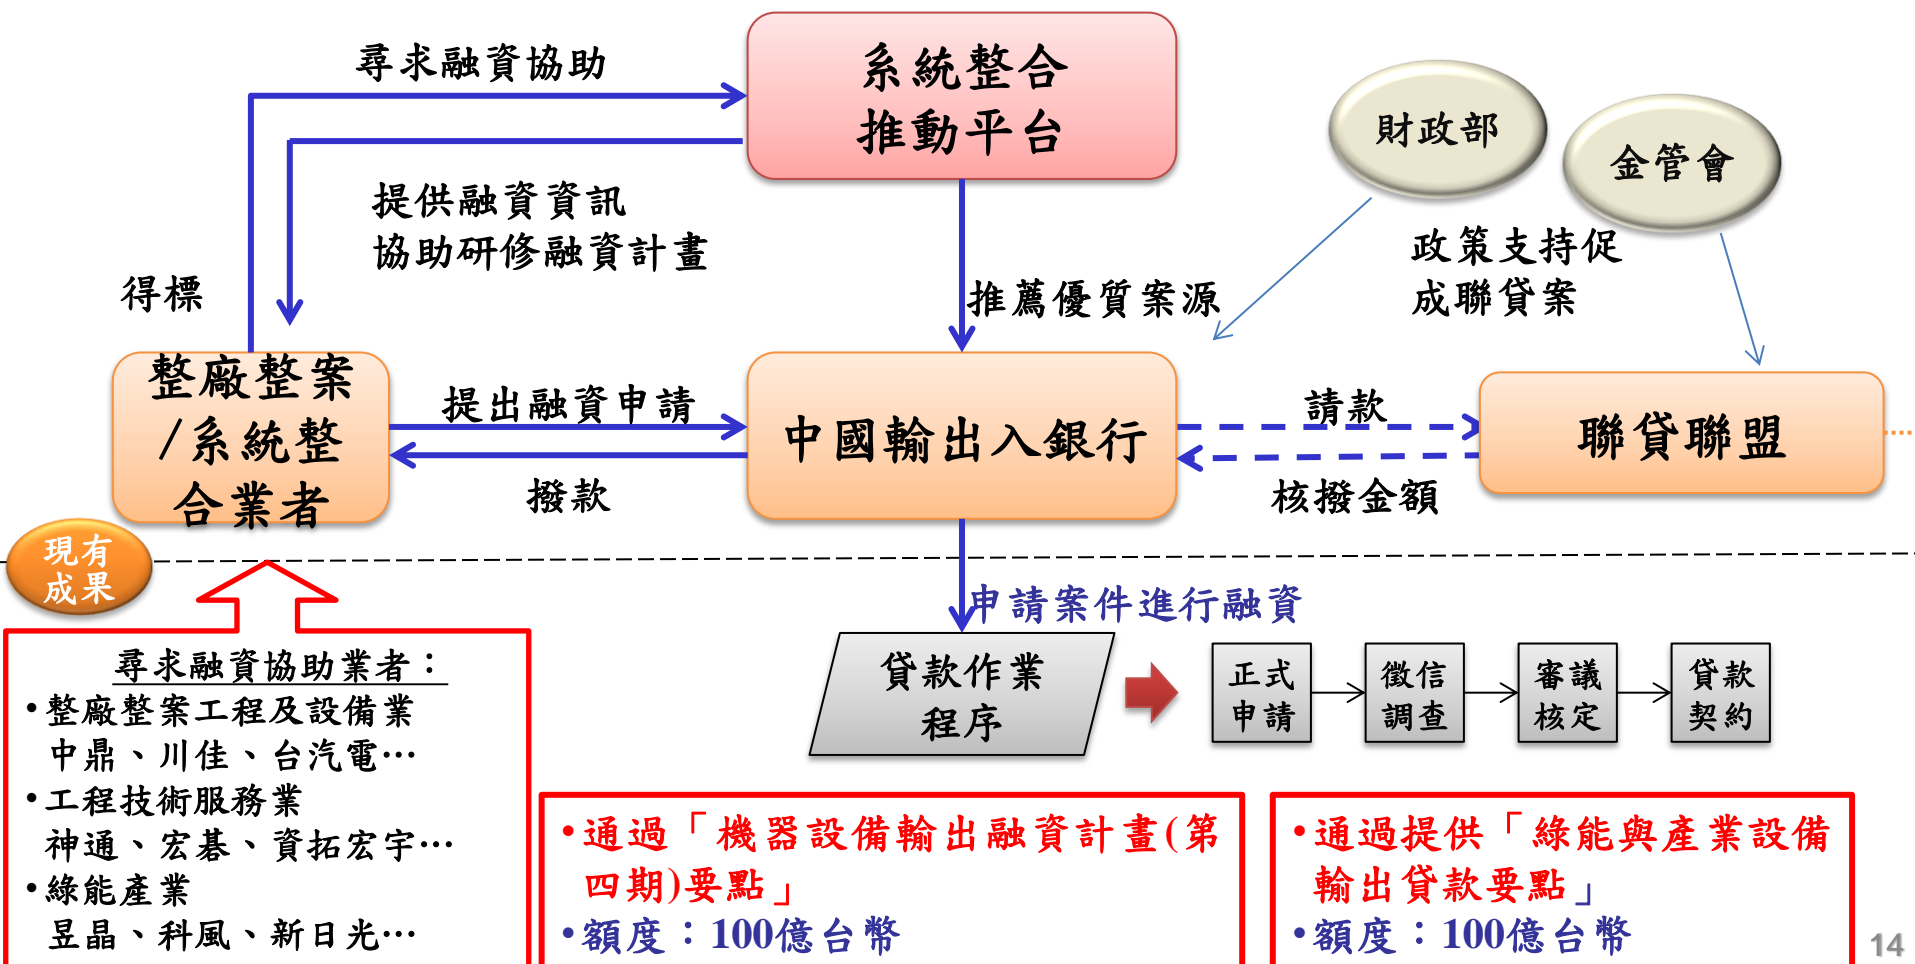 尋求融資協助
系統整合
推動平台
財政部
金管會
提供融資資訊
協助研修融資計畫
得標
推薦優質案源
政策支持促
成聯貸案
整廠整案
/系統整
合業者
提出融資申請
撥款
中國輸出入銀行
請款
核撥金額
聯貸聯盟
現有
成果
申請案件進行融資
貸款作業
程序
正式
申請
徵信
調查
審議
核定
貸款
契約
尋求融資協助業者：
•整廠整案工程及設備業
中鼎、川佳、台汽電…
•工程技術服務業
神通、宏碁、資拓宏宇…
•綠能產業
昱晶、科風、新日光…
•通過「機器設備輸出融資計畫(第
四期)要點」
•額度：100億台幣
•通過提供「綠能與產業設備
輸出貸款要點」
•額度：100億台幣
14